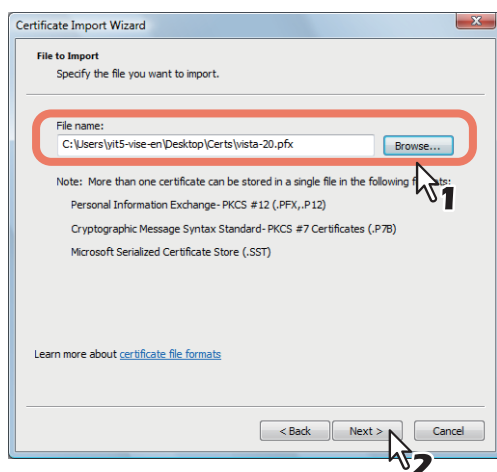 Certificate Import Wizard
File to Import
Specify the file you want to import.
File name:
C:\Users\yit5-vise-en\Desktop\Certs\vista-20.pfx
Browse...
Note: More than one certificate can be stored in a single file in the following formats:
1
Personal Information Exchange- PKCS #12 (.PFX,.P12)
Cryptographic Message Syntax Standard- PKCS #7 Certificates (.P7B)
Microsoft Serialized Certificate Store (.SST)
Learn more about certificate file formats
< Back
Next >
Cancel
2